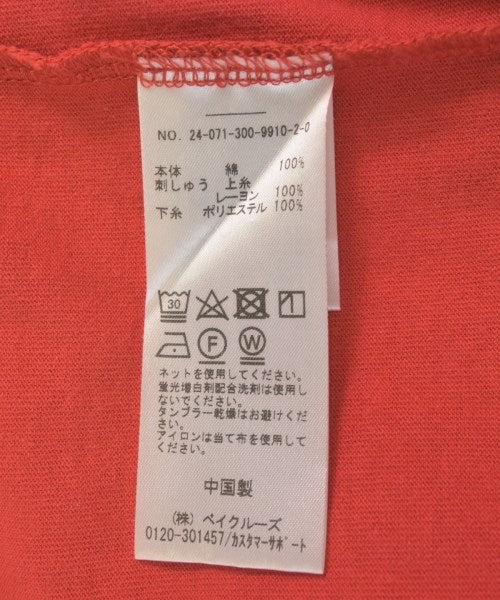 NO. 24-071-300-9910-2-0
本体 綿 100%
刺しゅう 上糸
レーヨン 100%
下糸 ポリエステル 100%
30
F W
ネットを使用してください。
蛍光増白剤配合洗剤は使用し
ないでください。
タンブラー乾燥はお避けくださ
い。
アイロンは当て布を使用して
ください。
中国製
(株) ベイクルーズ
0120-301457/カスタマーサポート